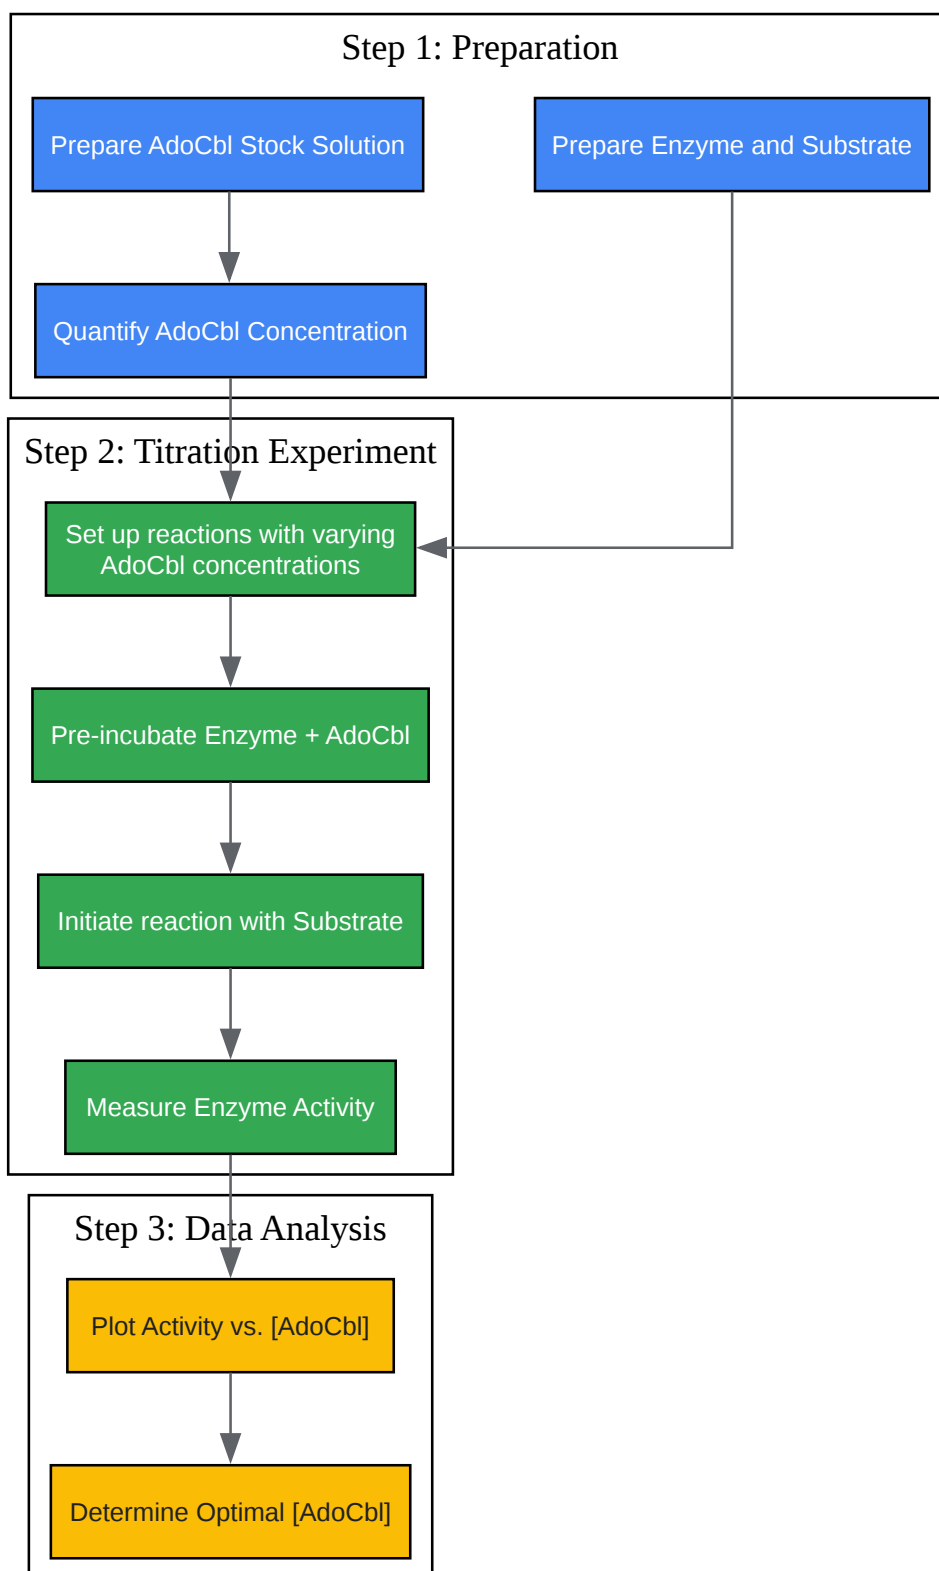 Step 1: Preparation
Prepare AdoCbl Stock Solution
Prepare Enzyme and Substrate
Quantify AdoCbl Concentration
Step 2: Titration Experiment
Set up reactions with varying
AdoCbl concentrations
Pre-incubate Enzyme + AdoCbl
Initiate reaction with Substrate
Measure Enzyme Activity
Step 3: Data Analysis
Plot Activity vs. [AdoCbl]
Determine Optimal [AdoCbl]